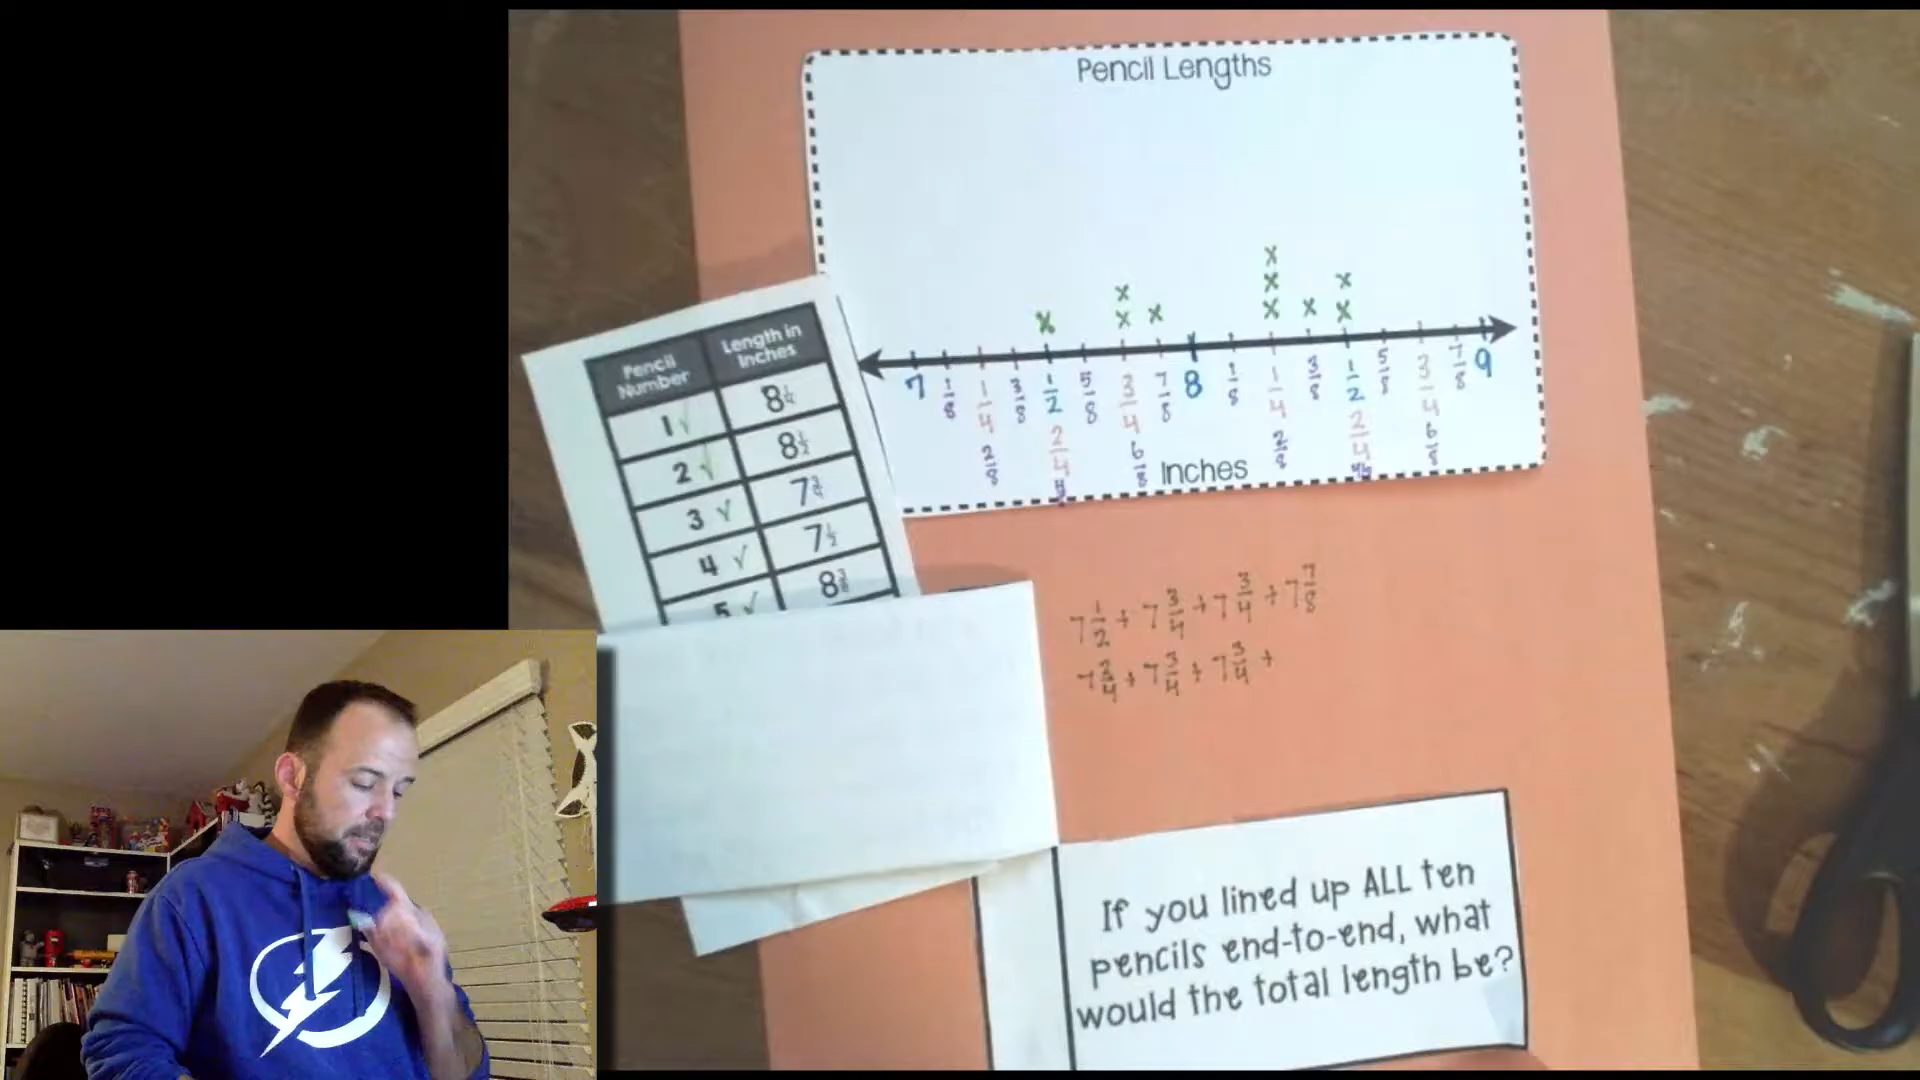 Pencil Lengths
x
x x x
x x x x x x x
7 1/8 1/4 3/8 1/2 5/8 3/4 7/8 8 1/8 1/4 3/8 1/2 5/8 3/4 7/8 9
2/8 2/4 6/8 2/8 2/4 6/8
Inches
Pencil Number Length in Inches
1 ✓ 8 1/4
2 ✓ 8 1/2
3 ✓ 7 3/4
4 ✓ 7 1/2
5 ✓ 8 3/8
7 1/2 + 7 3/4 + 7 3/4 + 7 7/8
7 2/4 + 7 3/4 + 7 3/4 +
If you lined up ALL ten
pencils end-to-end, what
would the total length be?